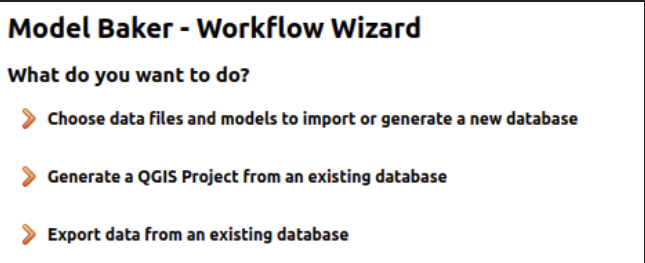 Model Baker - Workflow Wizard
What do you want to do?
Choose data files and models to import or generate a new database
Generate a QGIS Project from an existing database
Export data from an existing database